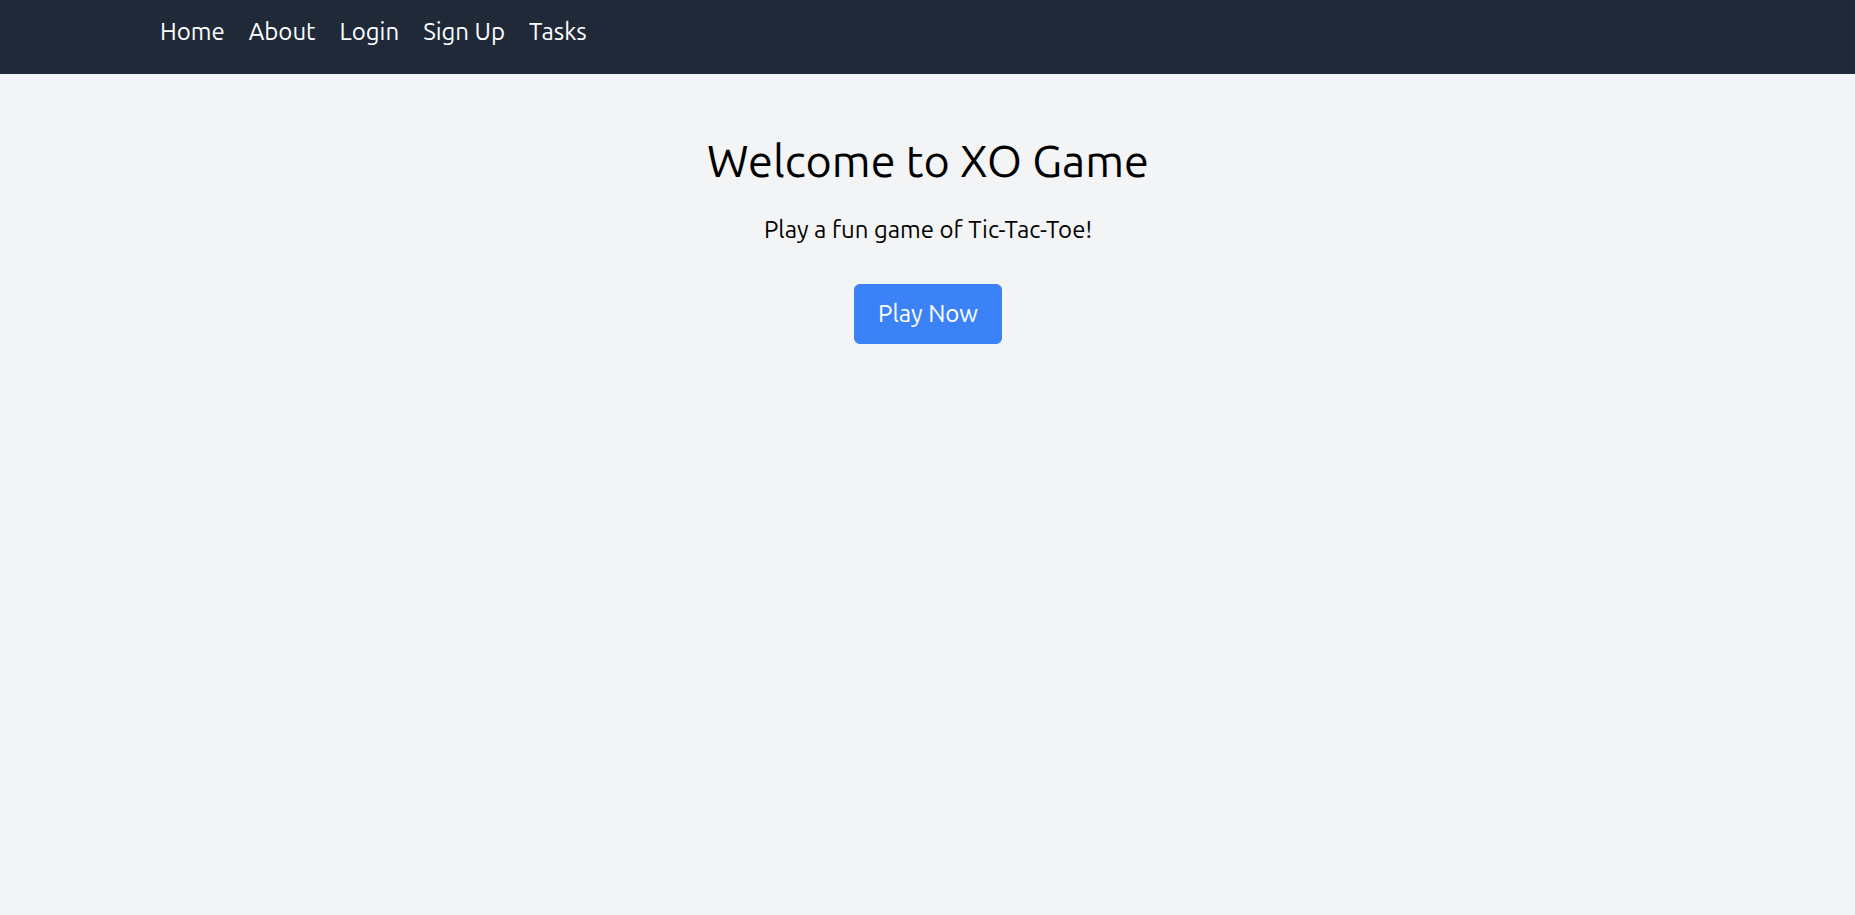 Home About Login Sign Up Tasks
Welcome to XO Game
Play a fun game of Tic-Tac-Toe!
Play Now